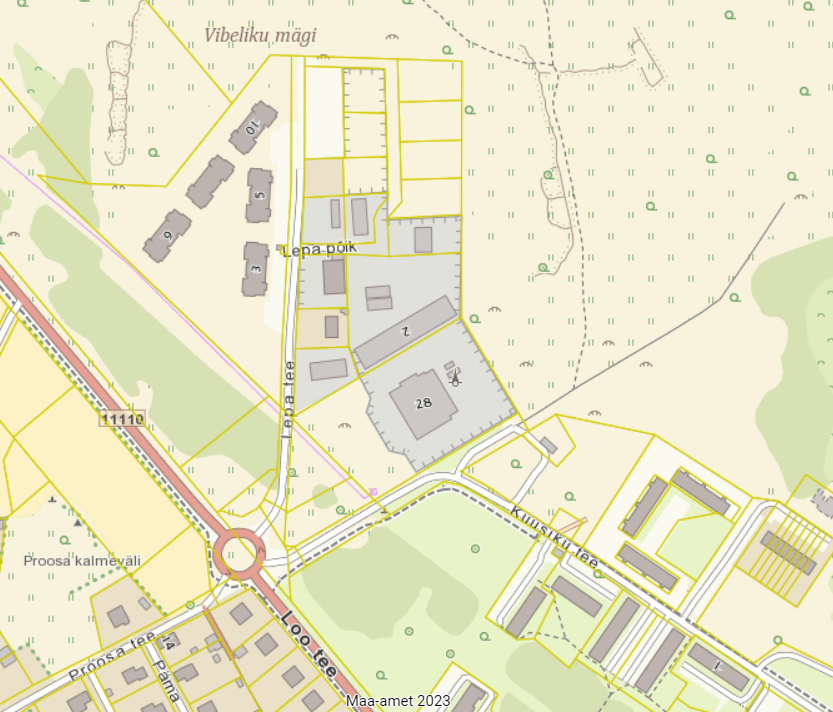 Vibeliku mägi
10
5
9
3
Lepa põik
2
28
Lepa tee
11110
Kuusiku tee
Proosa kalmeväli
Loo tee
Proosa tee
14
Pärna
1
Maa-amet 2023